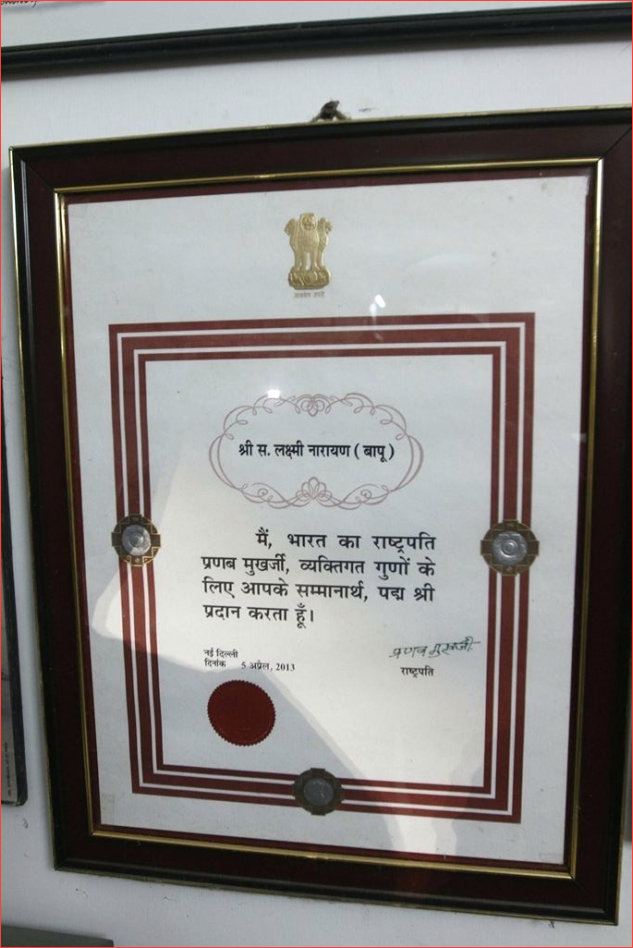 सत्यमेव जयते
श्री स. लक्ष्मी नारायण ( बापू )
मैं, भारत का राष्ट्रपति
प्रणब मुखर्जी, व्यक्तिगत गुणों के
लिए आपके सम्मानार्थ, पद्म श्री
प्रदान करता हूँ।
नई दिल्ली
दिनांक 5 अप्रैल, 2013
प्रणब मुखर्जी
राष्ट्रपति